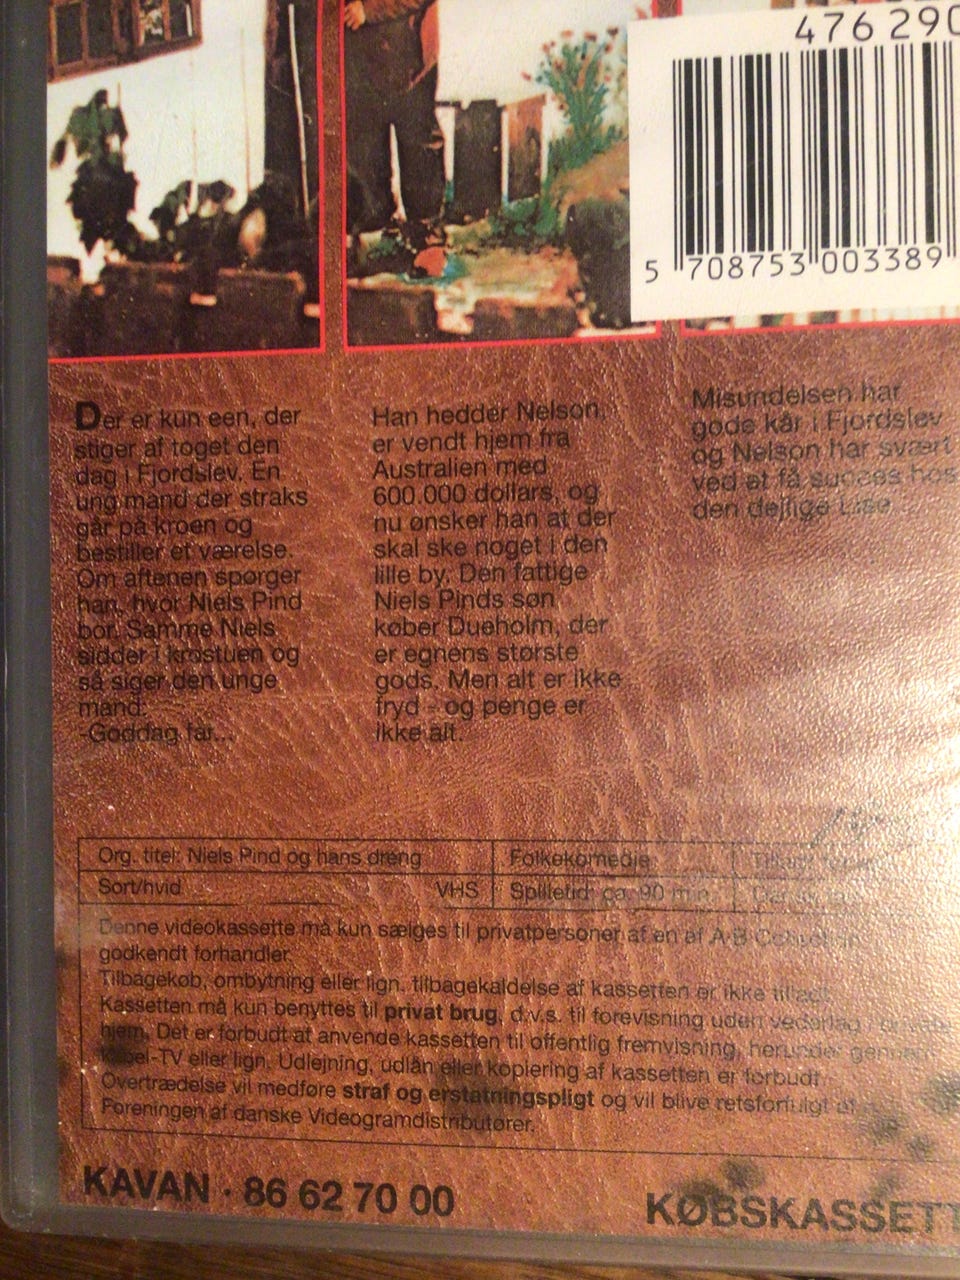 476 290
5 708753 003389
Der er kun een, der
stiger af toget den
dag i Fjordslev. En
ung mand der straks
går på kroen og
bestiller et værelse.
Om aftenen spørger
han, hvor Niels Pind
bor. Samme Niels
sidder i krostuen og
så siger den unge
mand:
-Goddag far...
Han hedder Nelson,
er vendt hjem fra
Australien med
600.000 dollars, og
nu ønsker han at der
skal ske noget i den
lille by. Den fattige
Niels Pinds søn
køber Dueholm, der
er egnens største
gods. Men alt er ikke
fryd - og penge er
ikke alt.
Misundelsen har
gode kår i Fjordslev
og Nelson har svært
ved at få succes hos
den dejlige Lise
Org. titel: Niels Pind og hans dreng
Folkekomedie
Sort/hvid VHS
Spilletid: ca. 90 min.
Denne videokassette må kun sælges til privatpersoner af en af A-B Collection
godkendt forhandler.
Tilbagekøb, ombytning eller lign. tilbagekaldelse af kassetten er ikke tilladt.
Kassetten må kun benyttes til privat brug, d.v.s. til forevisning uden vederlag i private
hjem. Det er forbudt at anvende kassetten til offentlig fremvisning, herunder gennem
kabel-TV eller lign. Udlejning, udlån eller kopiering af kassetten er forbudt.
Overtrædelse vil medføre straf og erstatningspligt og vil blive retsforfulgt af
Foreningen af danske Videogramdistributører.
KAVAN · 86 62 70 00
KØBSKASSETT